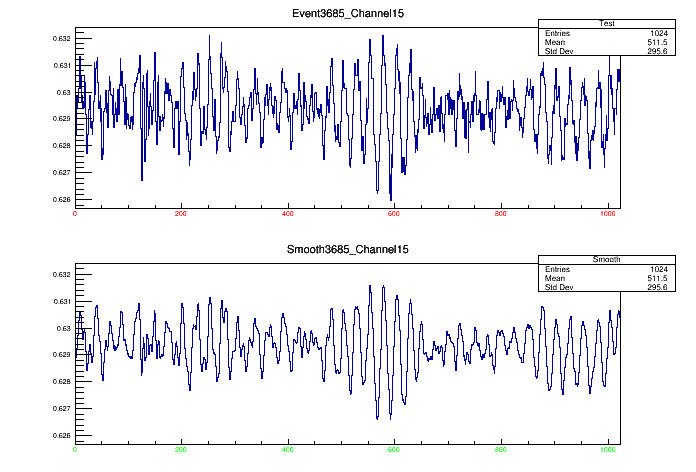 Event3685_Channel15
Test
Entries 1024
Mean 511.5
Std Dev 295.6
0.632
0.631
0.63
0.629
0.628
0.627
0.626
0 200 400 600 800 1000
Smooth3685_Channel15
Smooth
Entries 1024
Mean 511.5
Std Dev 295.6
0.632
0.631
0.63
0.629
0.628
0.627
0.626
0 200 400 600 800 1000